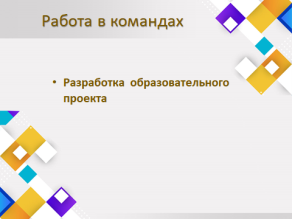 Работа в командах
• Разработка образовательного
проекта